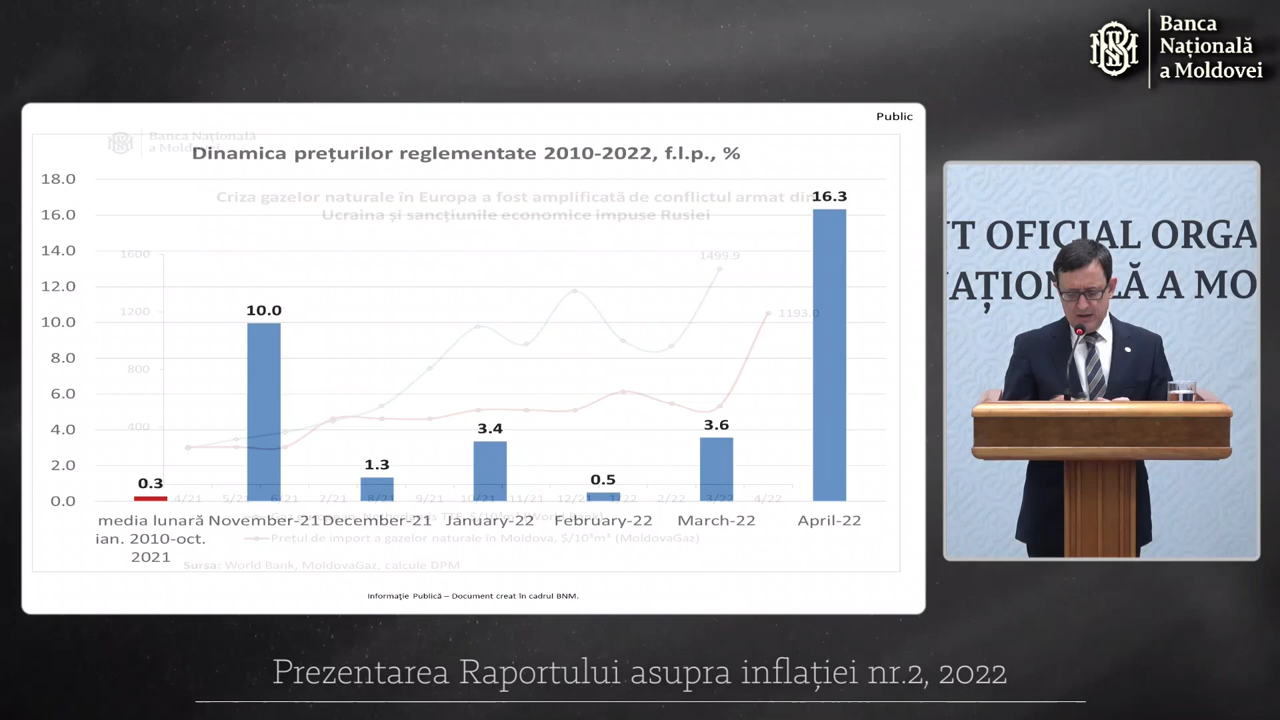 Banca
Națională
a Moldovei
Public
Banca Națională
a Moldovei
Dinamica prețurilor reglementate 2010-2022, f.l.p., %
Criza gazelor naturale în Europa a fost amplificată de conflictul armat din
Ucraina și sancțiunile economice impuse Rusiei
18.0
16.0
14.0
12.0
10.0
8.0
6.0
4.0
2.0
0.0
1600
1200
800
400
1499.9
1193.0
0.3
10.0
1.3
3.4
0.5
3.6
16.3
4/21 5/21 6/21 7/21 8/21 9/21 10/21 11/21 12/21 1/22 2/22 3/22 4/22
media lunară
ian. 2010-oct.
2021
November-21
December-21
January-22
February-22
March-22
April-22
Prețul de import a gazelor naturale în Moldova, $/10³m³ (MoldovaGaz)
Sursa: World Bank, MoldovaGaz, calcule DPM
Informație Publică – Document creat în cadrul BNM.
NT OFICIAL ORGA
NAȚIONALĂ A MO
Prezentarea Raportului asupra inflației nr.2, 2022